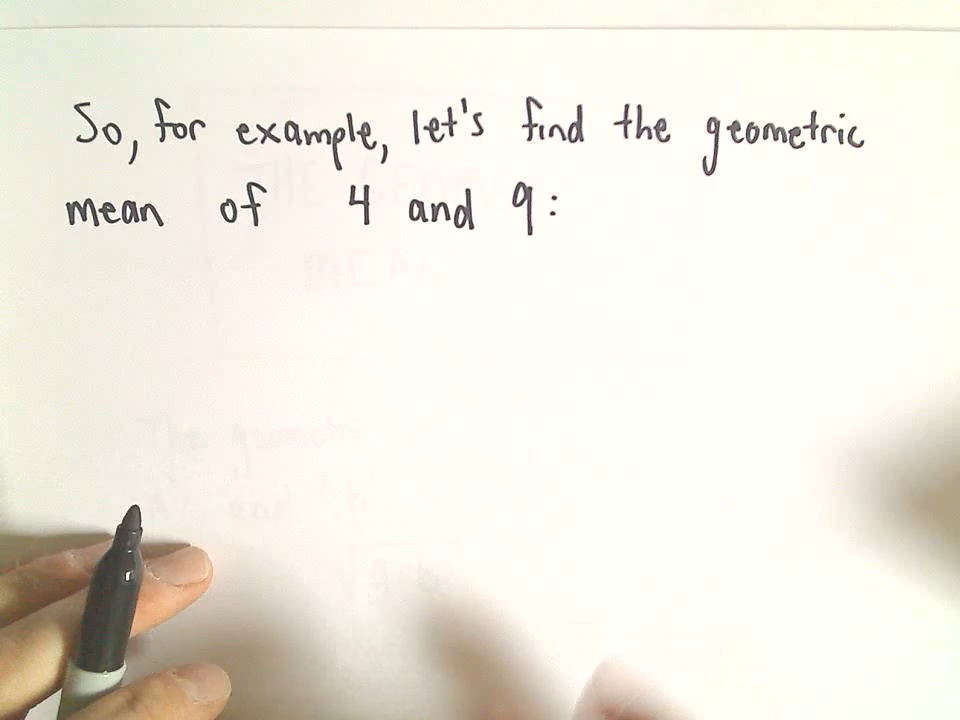 So, for example, let's find the geometric
mean of 4 and 9: